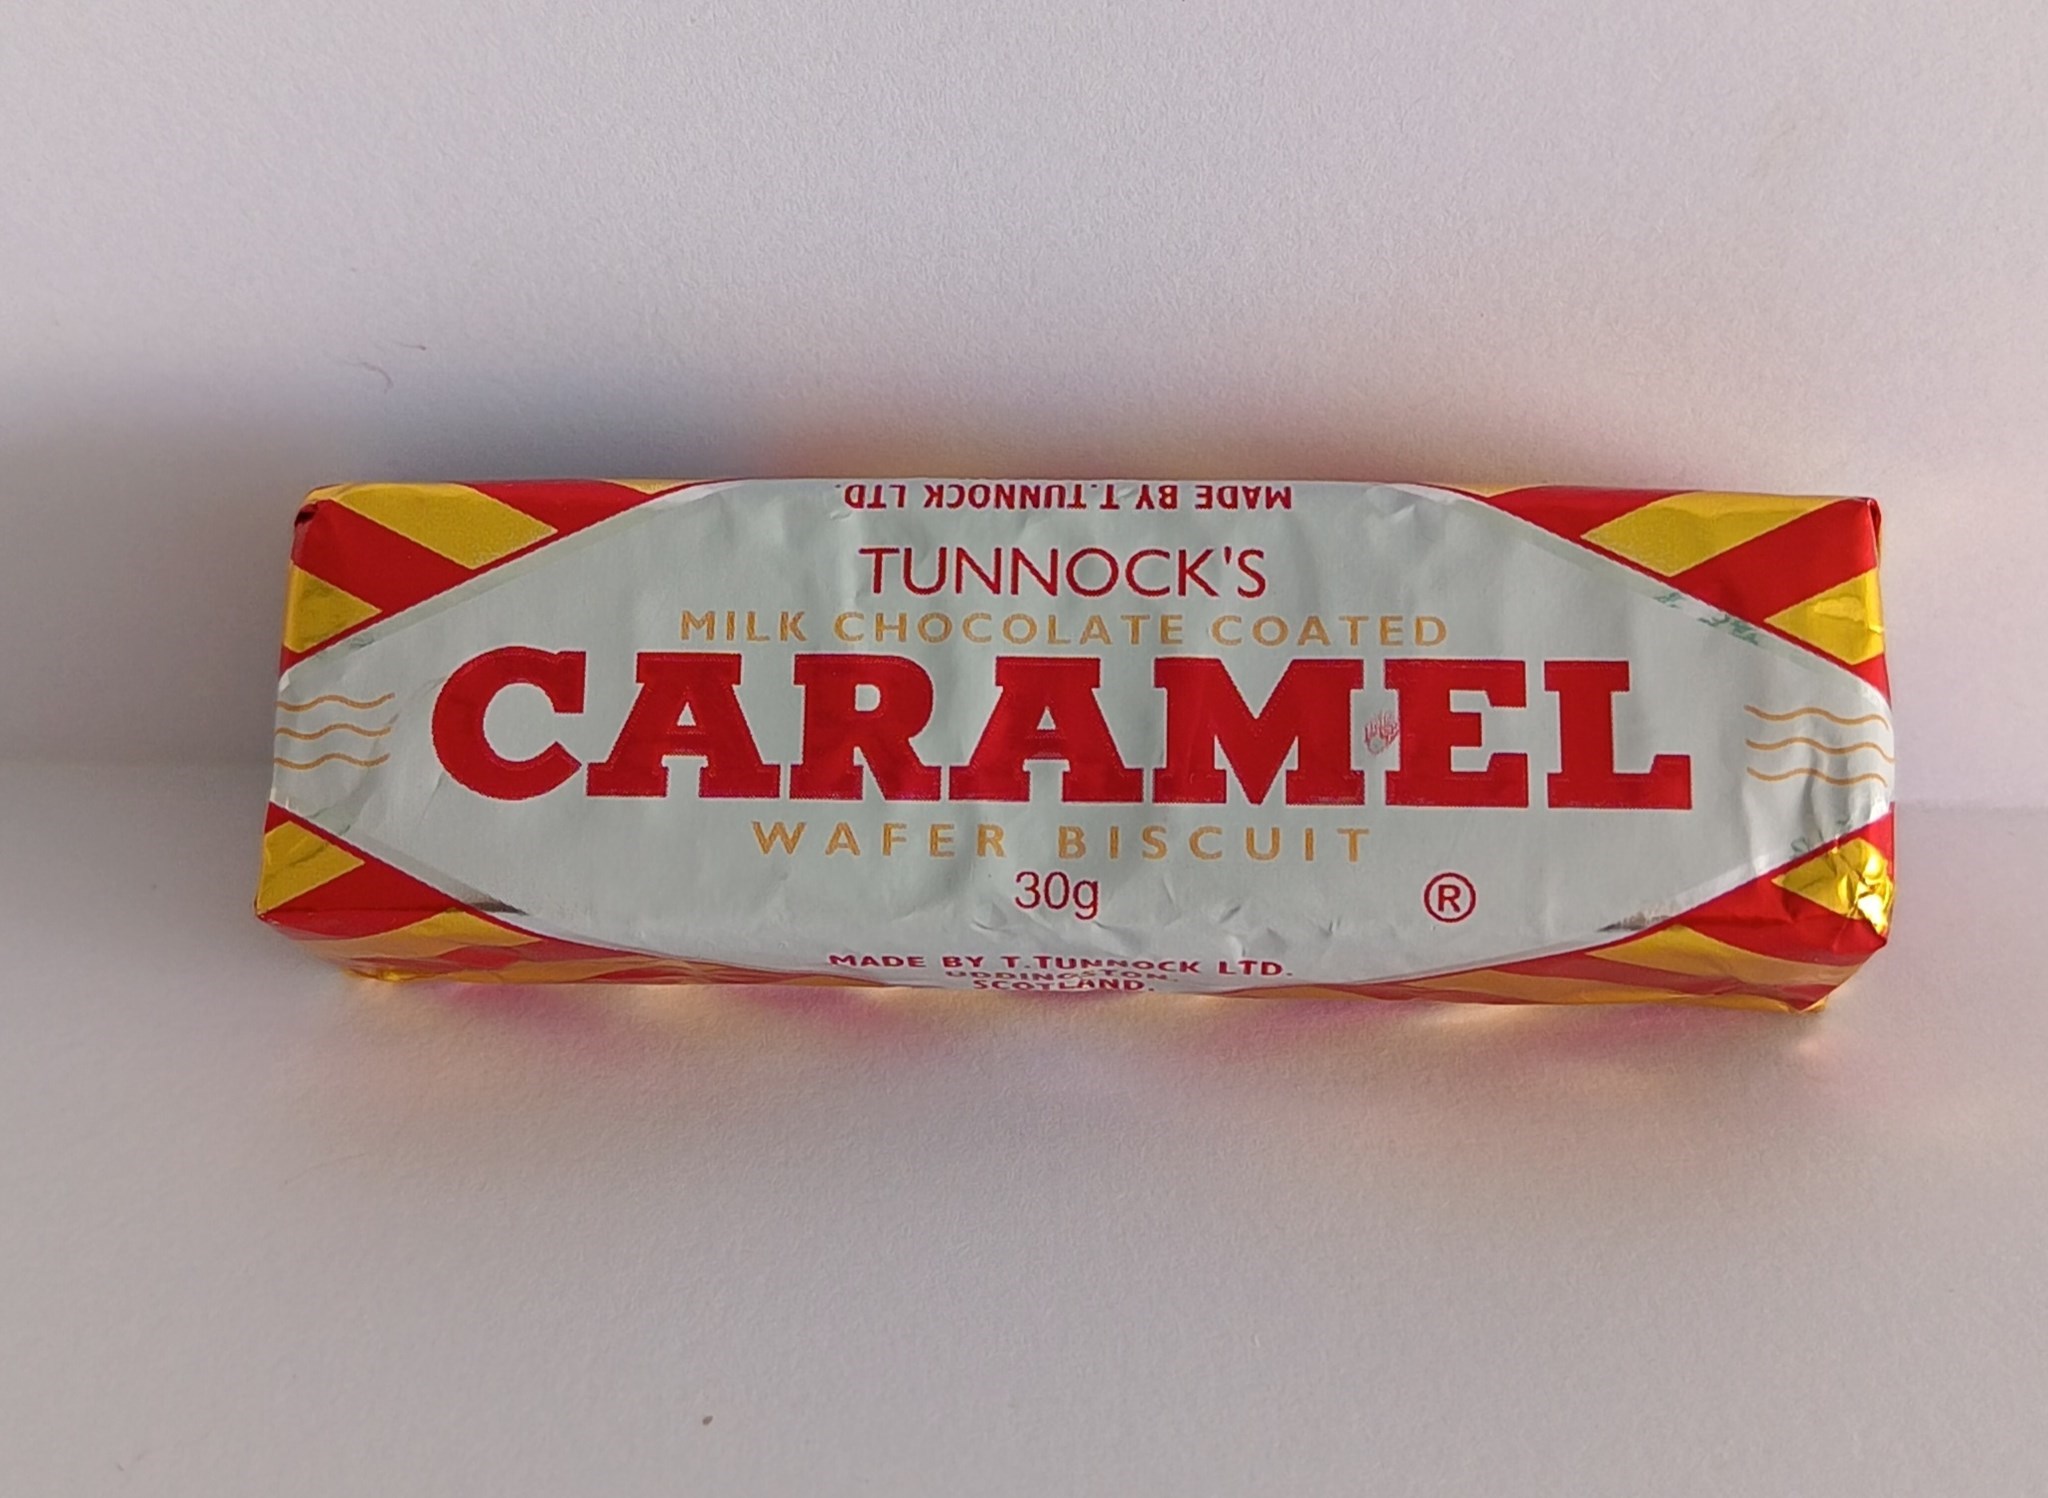 MADE BY T.TUNNOCK LTD.
TUNNOCK'S
MILK CHOCOLATE COATED
CARAMEL
WAFER BISCUIT
30g
®
MADE BY T.TUNNOCK LTD.
UDDINGSTON
SCOTLAND.